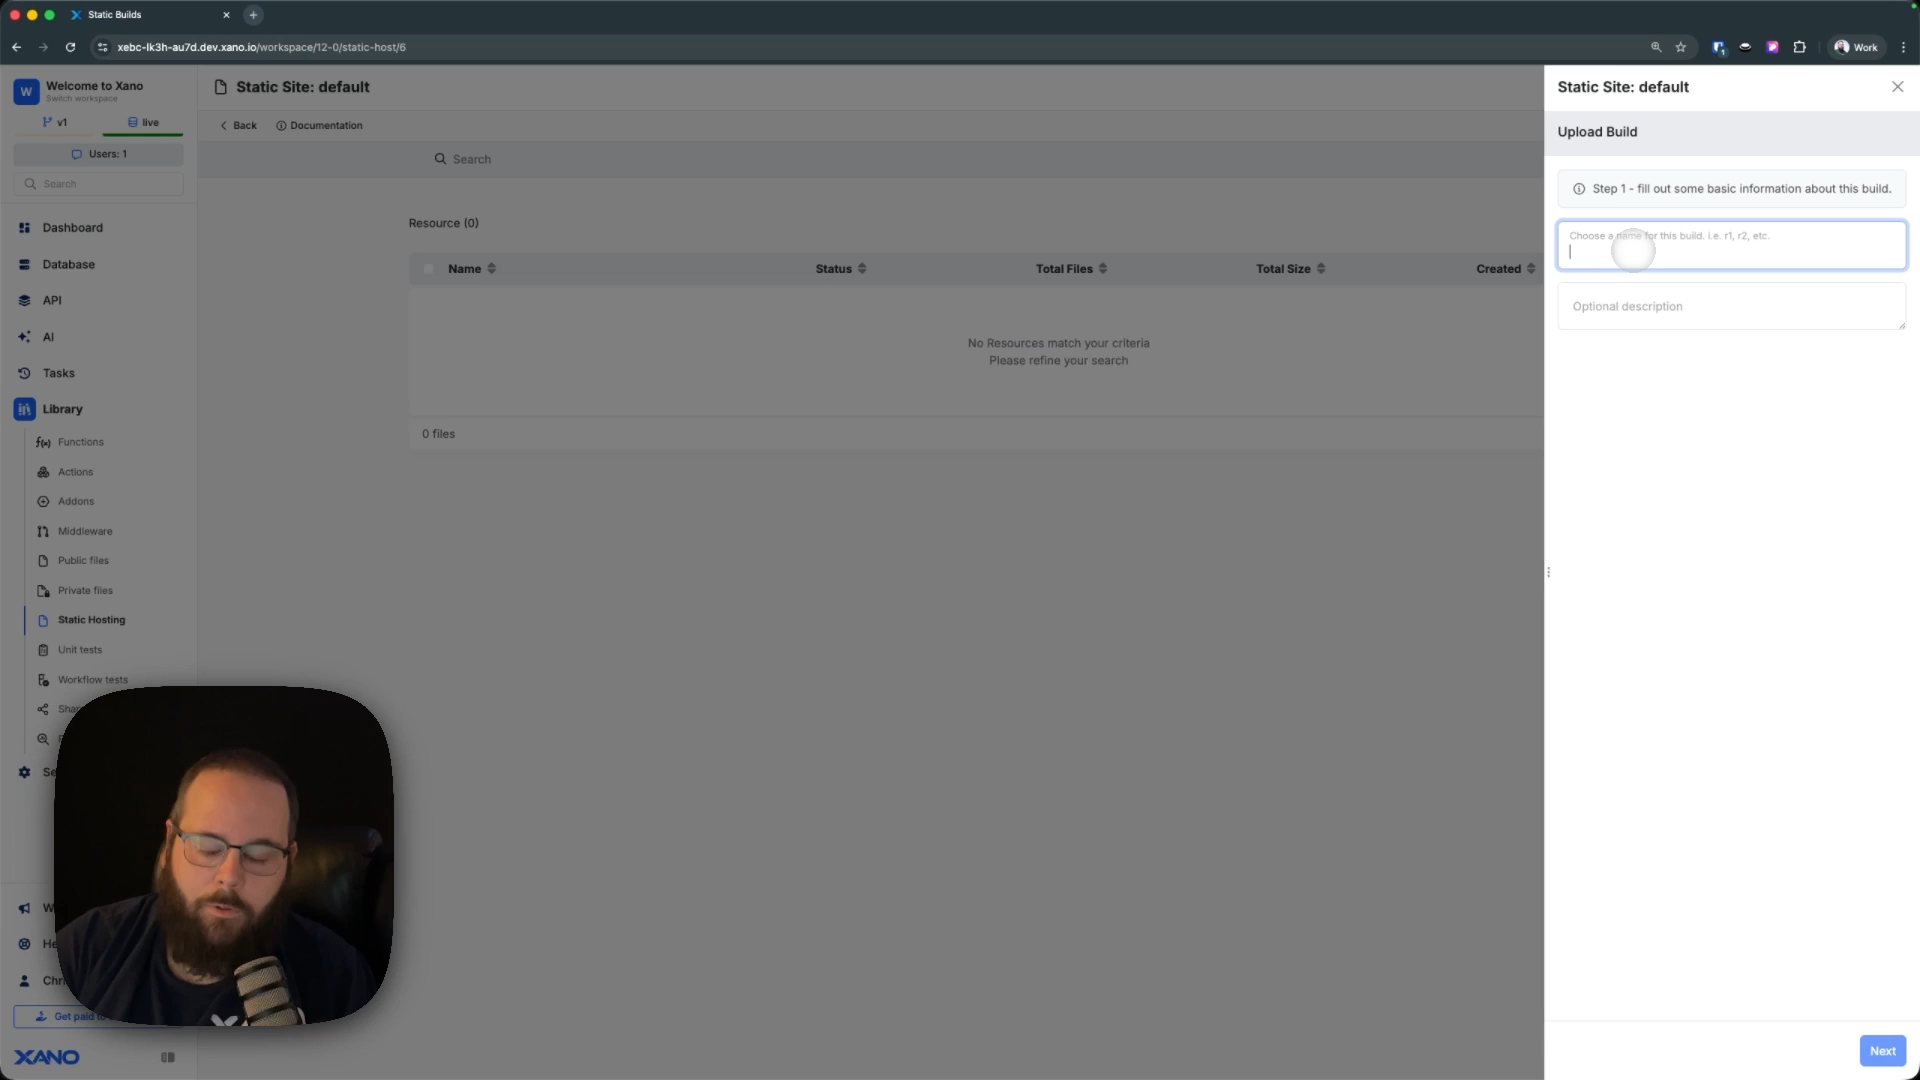 Static Builds
xebc-lk3h-au7d.dev.xano.io/workspace/12-0/static-host/6
Work
W
Welcome to Xano
Switch workspace
v1
live
Users: 1
Search
Dashboard
Database
API
AI
Tasks
Library
Functions
Actions
Addons
Middleware
Public files
Private files
Static Hosting
Unit tests
Workflow tests
Get paid to
XANO
Static Site: default
Back
Documentation
Search
Resource (0)
Name
Status
Total Files
Total Size
Created
No Resources match your criteria
Please refine your search
0 files
Static Site: default
Upload Build
Step 1 - fill out some basic information about this build.
Choose a name for this build. i.e. r1, r2, etc.
Optional description
Next